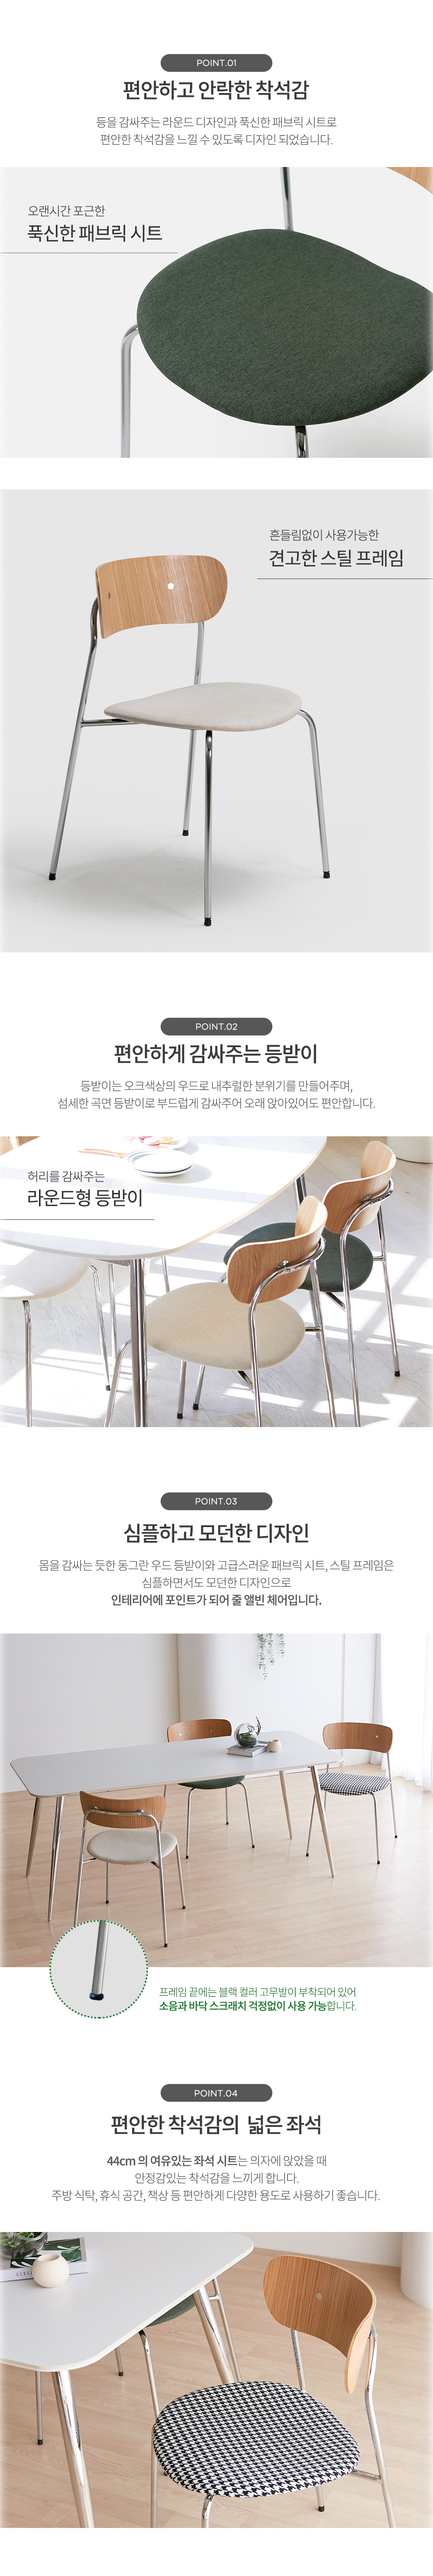 POINT.01
편안하고 안락한 착석감
등을 감싸주는 라운드 디자인과 푹신한 패브릭 시트로
편안한 착석감을 느낄 수 있도록 디자인 되었습니다.
오랜시간 포근한
푹신한 패브릭 시트
흔들림없이 사용가능한
견고한 스틸 프레임
POINT.02
편안하게 감싸주는 등받이
등받이는 오크색상의 우드로 내추럴한 분위기를 만들어주며,
섬세한 곡면 등받이로 부드럽게 감싸주어 오래 앉아있어도 편안합니다.
허리를 감싸주는
라운드형 등받이
POINT.03
심플하고 모던한 디자인
몸을 감싸는 듯한 동그란 우드 등받이와 고급스러운 패브릭 시트, 스틸 프레임은
심플하면서도 모던한 디자인으로
인테리어에 포인트가 되어 줄 앨빈 체어입니다.
프레임 끝에는 블랙 컬러 고무발이 부착되어 있어
소음과 바닥 스크래치 걱정없이 사용 가능합니다.
POINT.04
편안한 착석감의 넓은 좌석
44cm 의 여유있는 좌석 시트는 의자에 앉았을 때
안정감있는 착석감을 느끼게 합니다.
주방 식탁, 휴식 공간, 책상 등 편안하게 다양한 용도로 사용하기 좋습니다.